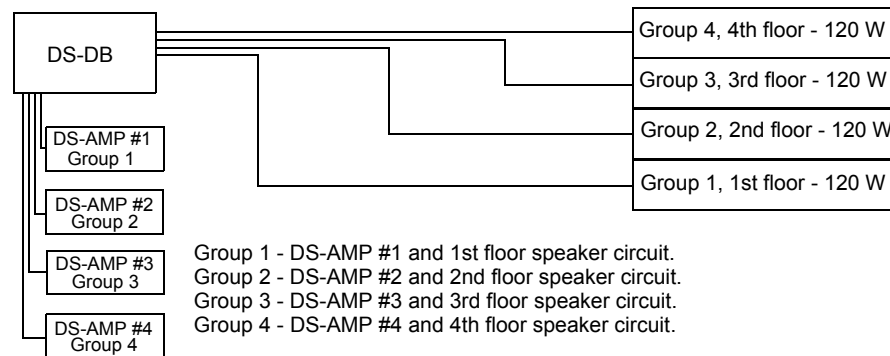 DS-DB
Group 4, 4th floor - 120 W
Group 3, 3rd floor - 120 W
Group 2, 2nd floor - 120 W
Group 1, 1st floor - 120 W
DS-AMP #1
Group 1
DS-AMP #2
Group 2
DS-AMP #3
Group 3
DS-AMP #4
Group 4
Group 1 - DS-AMP #1 and 1st floor speaker circuit.
Group 2 - DS-AMP #2 and 2nd floor speaker circuit.
Group 3 - DS-AMP #3 and 3rd floor speaker circuit.
Group 4 - DS-AMP #4 and 4th floor speaker circuit.